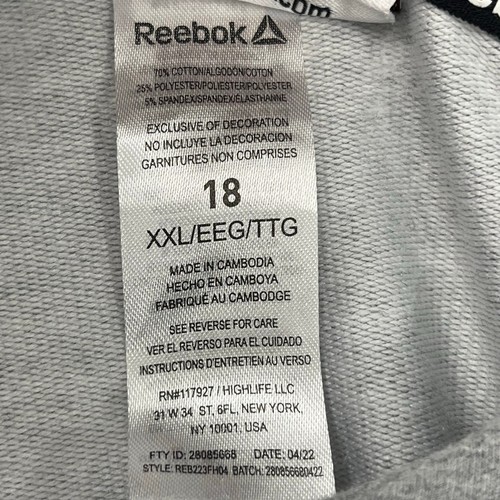 .com
Reebok
70% COTTON/ALGODON/COTON
25% POLYESTER/POLIESTER/POLYESTER
5% SPANDEX/SPANDEX/ELASTHANNE
EXCLUSIVE OF DECORATION
NO INCLUYE LA DECORACION
GARNITURES NON COMPRISES
18
XXL/EEG/TTG
MADE IN CAMBODIA
HECHO EN CAMBOYA
FABRIQUÉ AU CAMBODGE
SEE REVERSE FOR CARE
VER EL REVERSO PARA EL CUIDADO
INSTRUCTIONS D'ENTRETIEN AU VERSO
RN#117927 / HIGHLIFE LLC
31 W 34 ST, 6FL, NEW YORK,
NY 10001, USA
FTY ID: 28085668 DATE: 04/22
STYLE: REB223FH04 BATCH: 280856680422